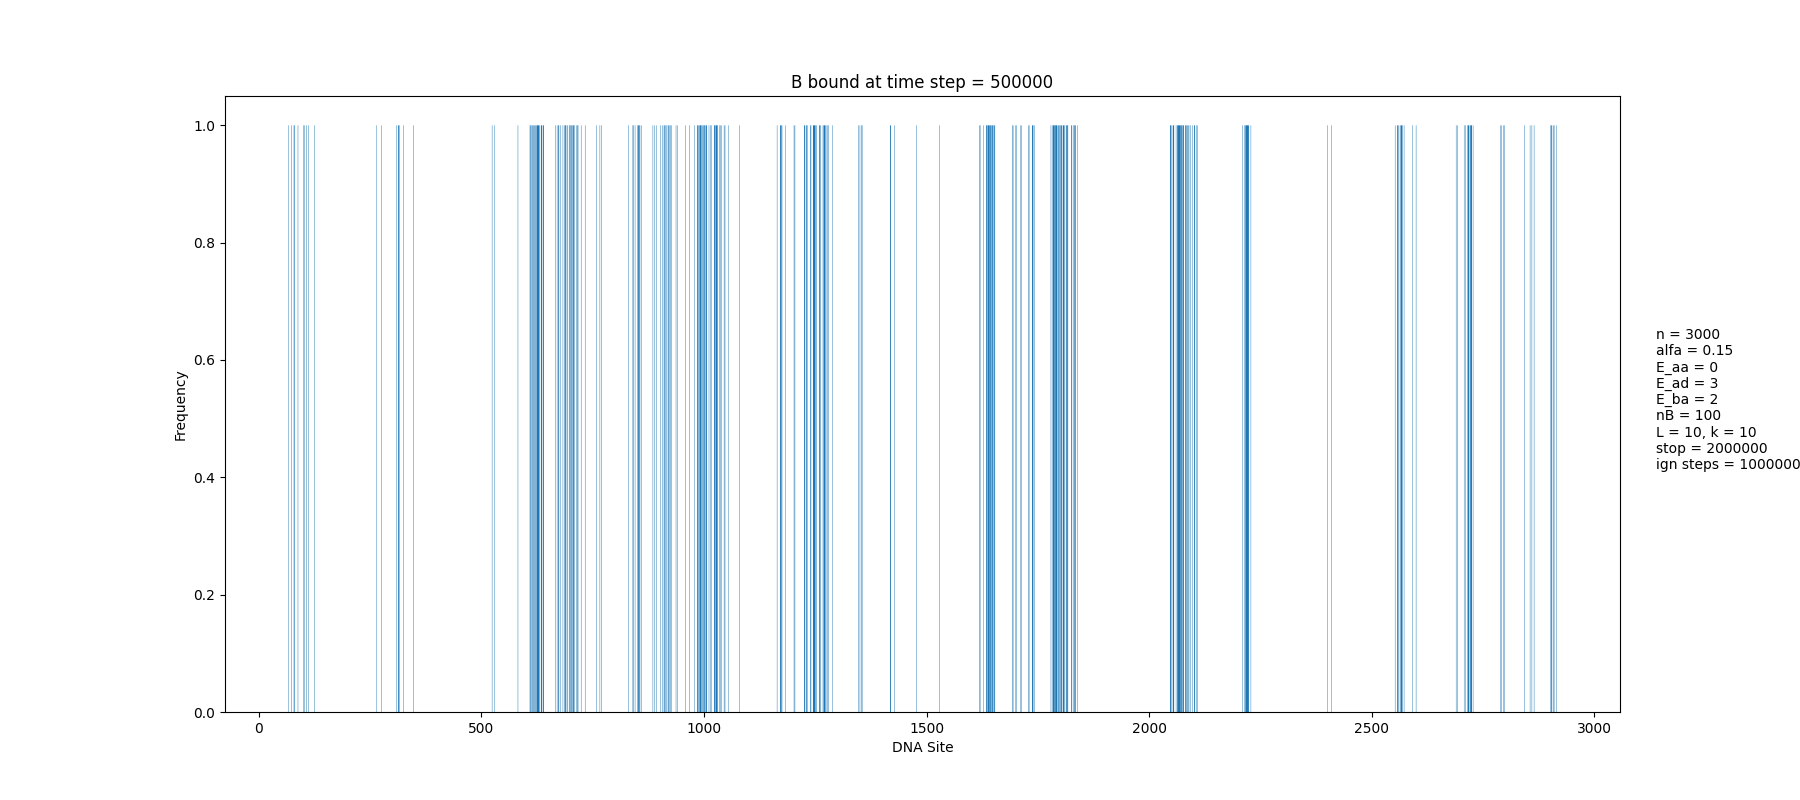 B bound at time step = 500000
1.0
0.8
0.6
0.4
0.2
0.0
Frequency
0 500 1000 1500 2000 2500 3000
DNA Site
n = 3000
alfa = 0.15
E_aa = 0
E_ad = 3
E_ba = 2
nB = 100
L = 10, k = 10
stop = 2000000
ign steps = 1000000